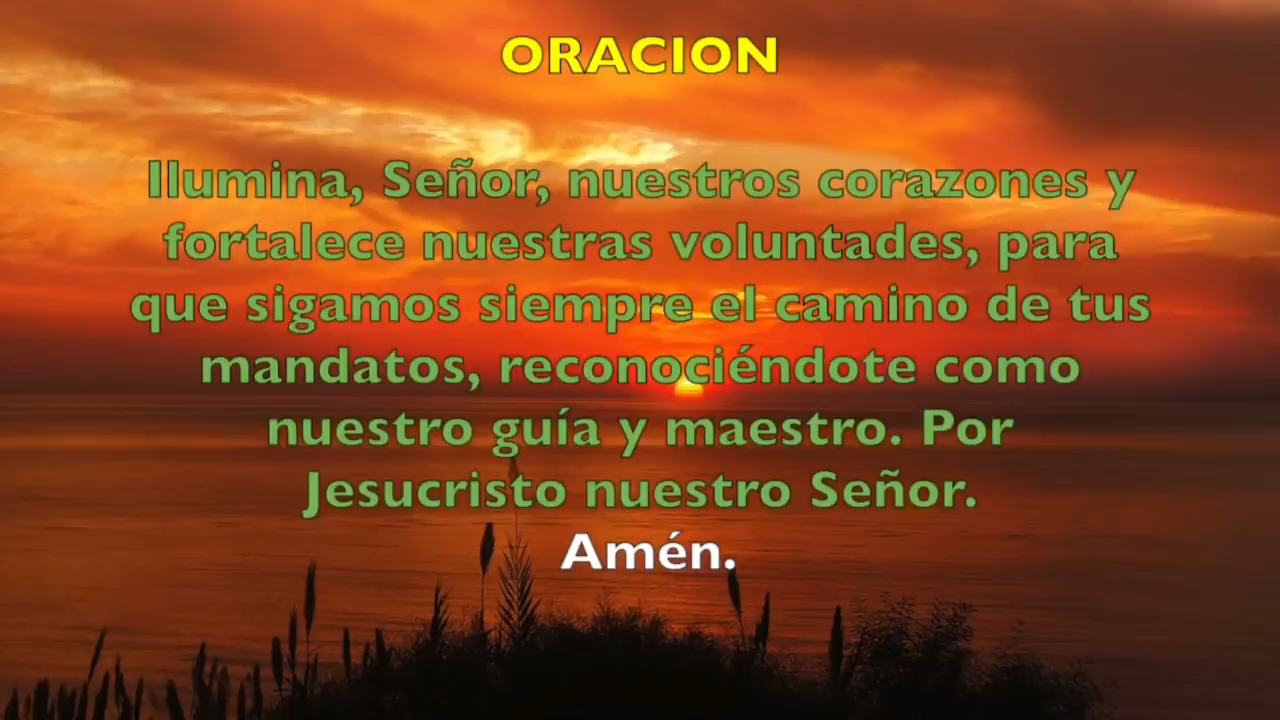 ORACION
Ilumina, Señor, nuestros corazones y
fortalece nuestras voluntades, para
que sigamos siempre el camino de tus
mandatos, reconociéndote como
nuestro guía y maestro. Por
Jesucristo nuestro Señor.
Amén.